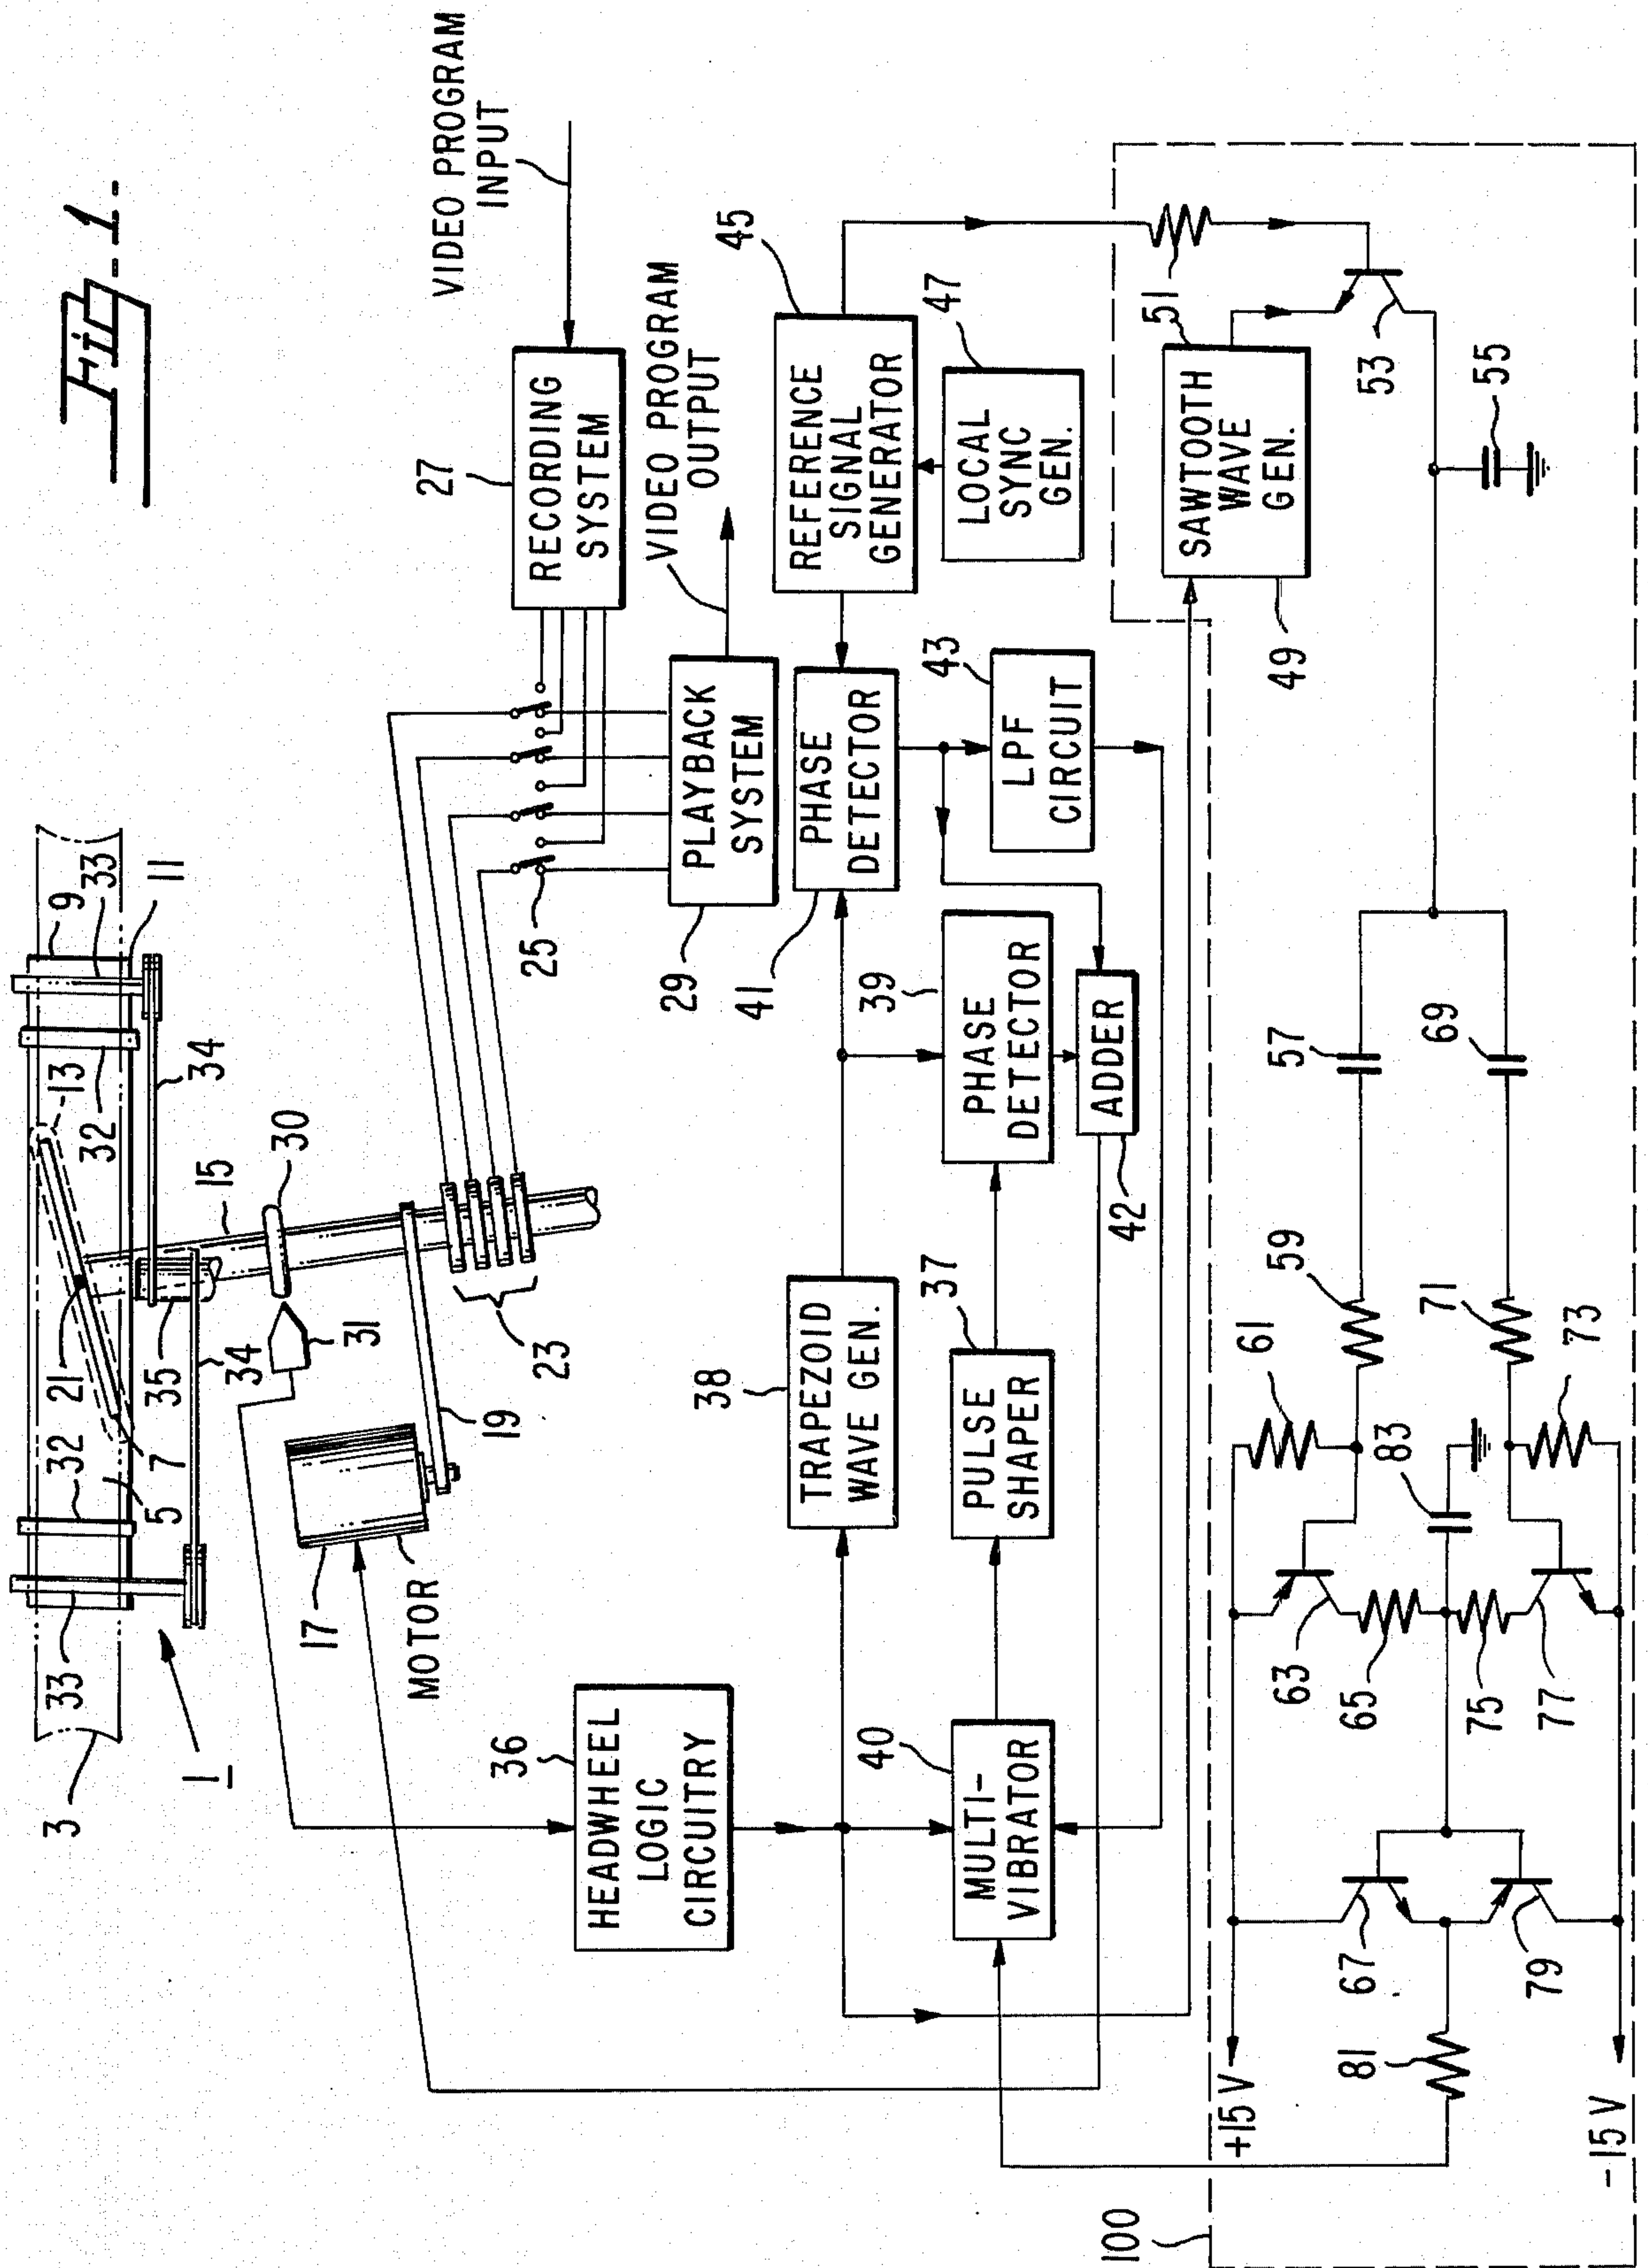 Fig. 1.
3
33
32
5
7
21
13
32
9
33
11
1
35
34
34
15
30
31
17
MOTOR
19
23
25
27
RECORDING
SYSTEM
VIDEO PROGRAM
INPUT
VIDEO PROGRAM
OUTPUT
29
PLAYBACK
SYSTEM
36
HEADWHEEL
LOGIC
CIRCUITRY
38
TRAPEZOID
WAVE GEN.
41
PHASE
DETECTOR
45
REFERENCE
SIGNAL
GENERATOR
47
LOCAL
SYNC
GEN.
40
MULTI-
VIBRATOR
37
PULSE
SHAPER
39
PHASE
DETECTOR
43
LPF
CIRCUIT
42
ADDER
51
SAWTOOTH
WAVE
GEN.
49
53
55
57
69
59
71
61
73
83
63
65
75
77
67
79
81
+15V
-15V
100